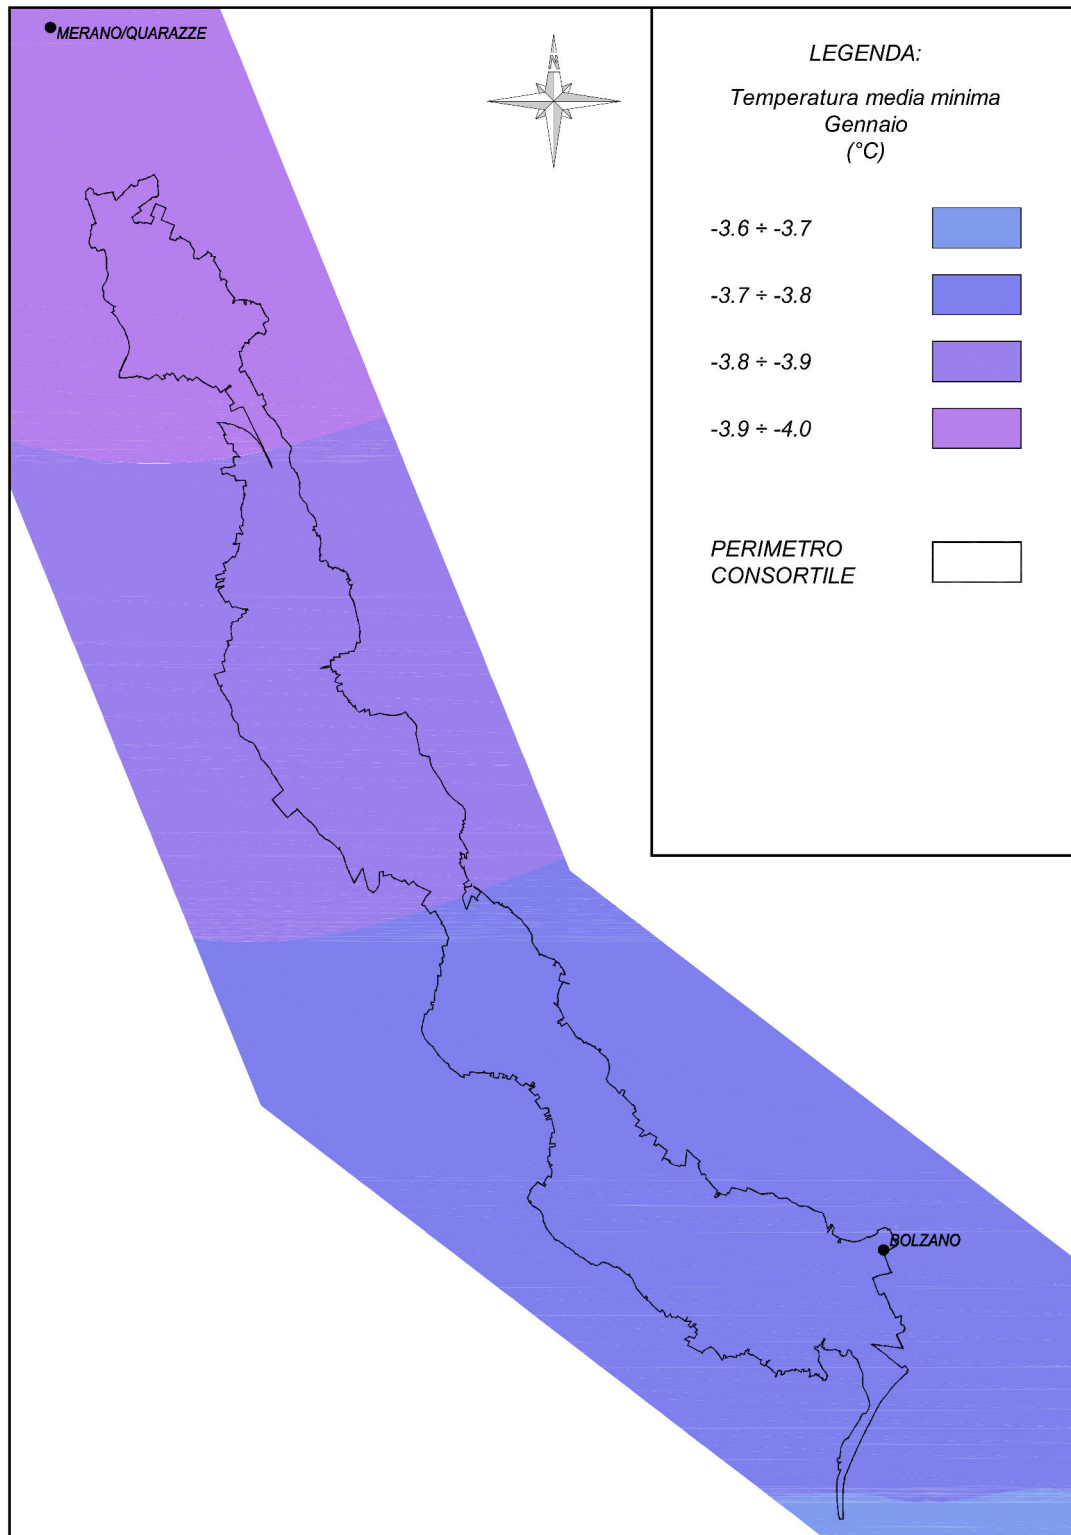 MERANO/QUARAZZE
N
LEGENDA:
Temperatura media minima
Gennaio
(°C)
-3.6 ÷ -3.7
-3.7 ÷ -3.8
-3.8 ÷ -3.9
-3.9 ÷ -4.0
PERIMETRO
CONSORTILE
BOLZANO